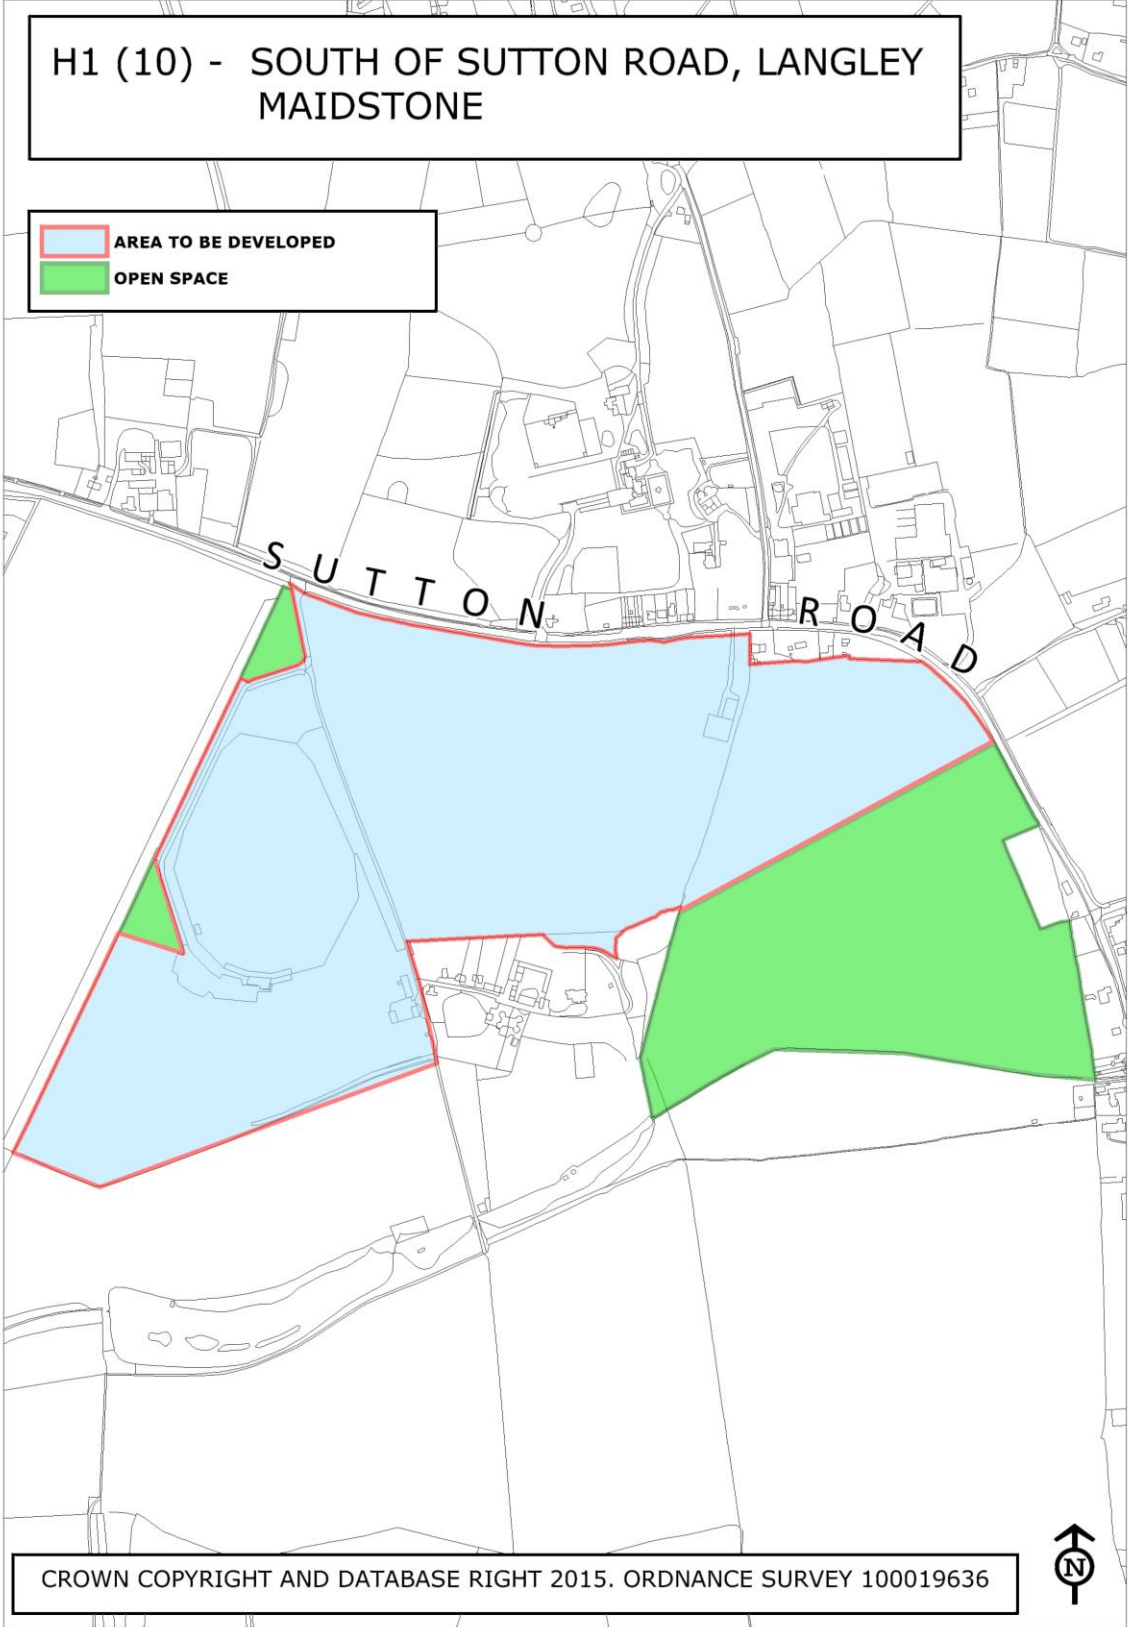 H1 (10) - SOUTH OF SUTTON ROAD, LANGLEY
MAIDSTONE
AREA TO BE DEVELOPED
OPEN SPACE
SUTTON ROAD
CROWN COPYRIGHT AND DATABASE RIGHT 2015. ORDNANCE SURVEY 100019636
N